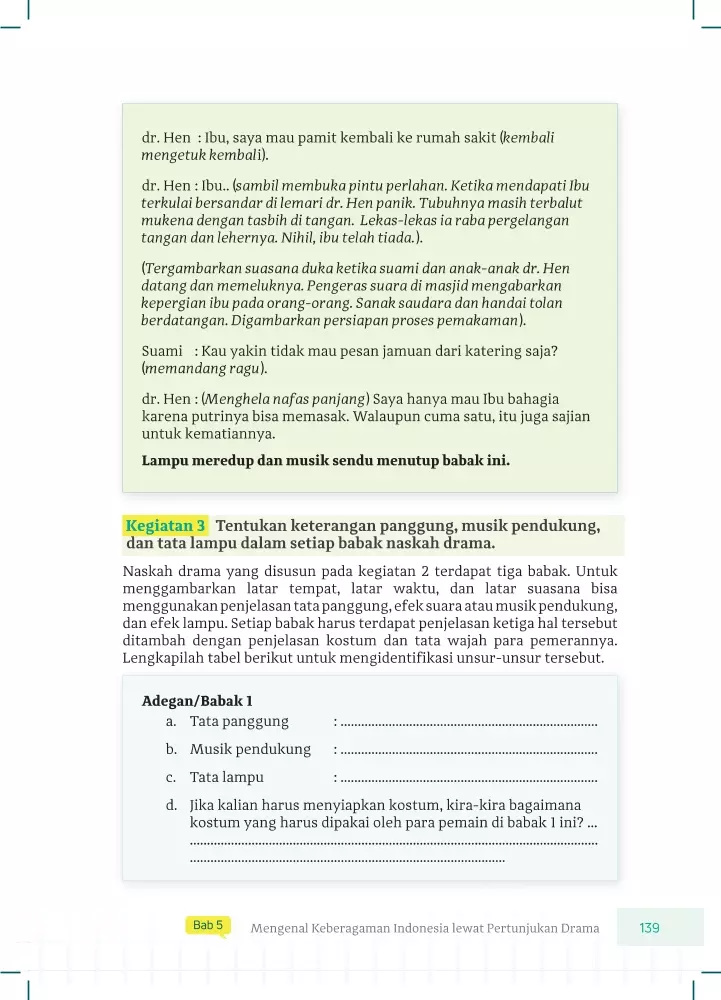 dr. Hen : Ibu, saya mau pamit kembali ke rumah sakit (kembali
mengetuk kembali).
dr. Hen : Ibu.. (sambil membuka pintu perlahan. Ketika mendapati Ibu
terkulai bersandar di lemari dr. Hen panik. Tubuhnya masih terbalut
mukena dengan tasbih di tangan. Lekas-lekas ia raba pergelangan
tangan dan lehernya. Nihil, ibu telah tiada.).
(Tergambarkan suasana duka ketika suami dan anak-anak dr. Hen
datang dan memeluknya. Pengeras suara di masjid mengabarkan
kepergian ibu pada orang-orang. Sanak saudara dan handai tolan
berdatangan. Digambarkan persiapan proses pemakaman).
Suami : Kau yakin tidak mau pesan jamuan dari katering saja?
(memandang ragu).
dr. Hen : (Menghela nafas panjang) Saya hanya mau Ibu bahagia
karena putrinya bisa memasak. Walaupun cuma satu, itu juga sajian
untuk kematiannya.
Lampu meredup dan musik sendu menutup babak ini.
Kegiatan 3 Tentukan keterangan panggung, musik pendukung,
dan tata lampu dalam setiap babak naskah drama.
Naskah drama yang disusun pada kegiatan 2 terdapat tiga babak. Untuk
menggambarkan latar tempat, latar waktu, dan latar suasana bisa
menggunakan penjelasan tata panggung, efek suara atau musik pendukung,
dan efek lampu. Setiap babak harus terdapat penjelasan ketiga hal tersebut
ditambah dengan penjelasan kostum dan tata wajah para pemerannya.
Lengkapilah tabel berikut untuk mengidentifikasi unsur-unsur tersebut.
Adegan/Babak 1
a. Tata panggung : ...........................................................................
b. Musik pendukung : ...........................................................................
c. Tata lampu : ...........................................................................
d. Jika kalian harus menyiapkan kostum, kira-kira bagaimana
kostum yang harus dipakai oleh para pemain di babak 1 ini? ...
.......................................................................................................................
............................................................................................
Bab 5 Mengenal Keberagaman Indonesia lewat Pertunjukan Drama 139